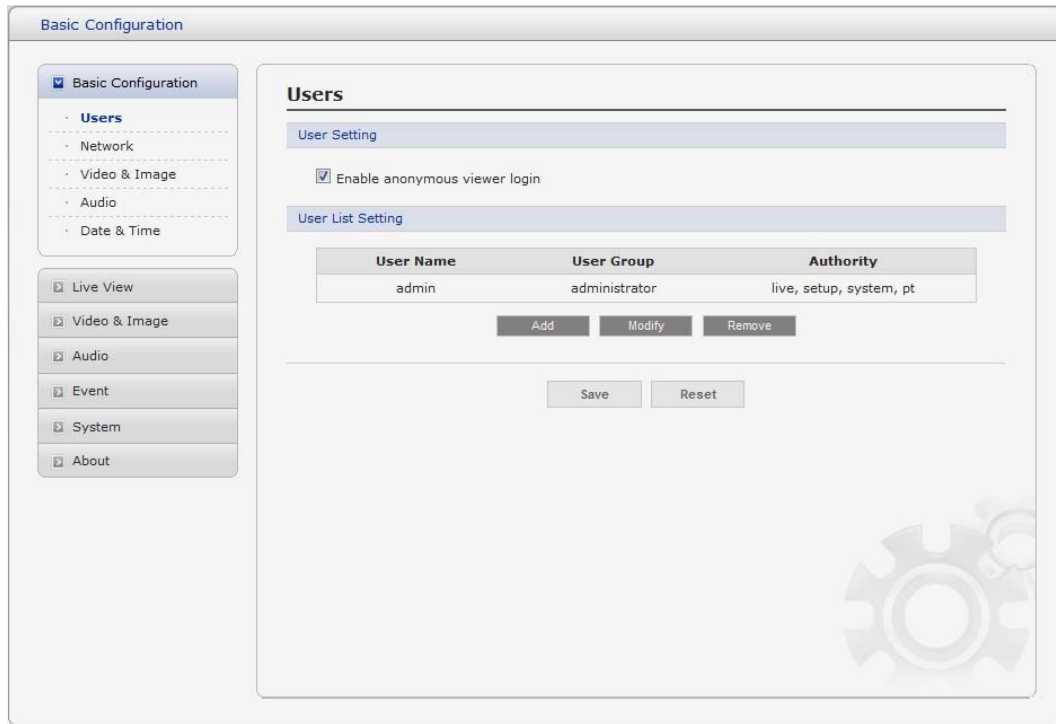 Basic Configuration
Basic Configuration
· Users
· Network
· Video & Image
· Audio
· Date & Time
Live View
Video & Image
Audio
Event
System
About
Users
User Setting
Enable anonymous viewer login
User List Setting
User Name User Group Authority
admin administrator live, setup, system, pt
Add Modify Remove
Save Reset